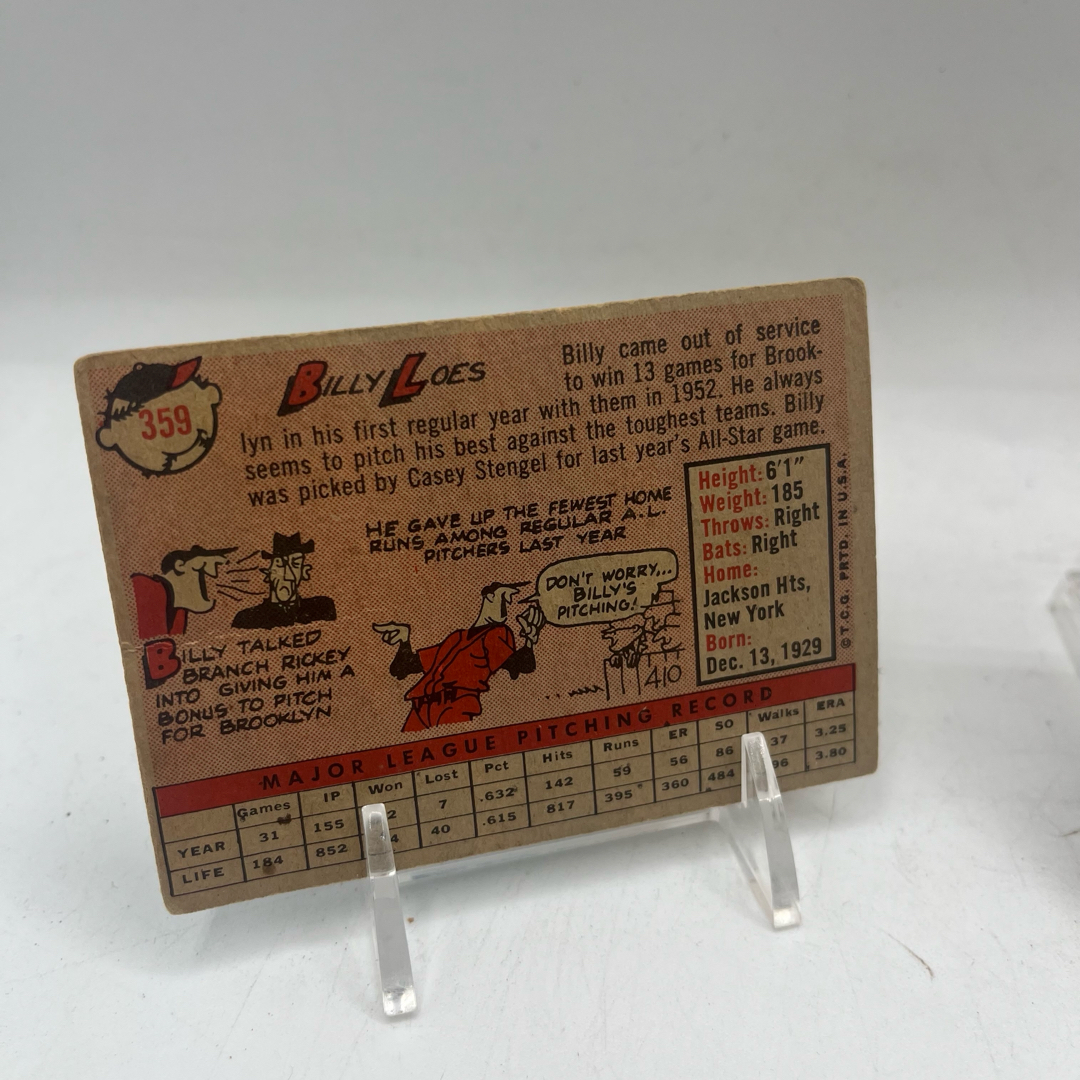 359
BILLY LOES
Billy came out of service
to win 13 games for Brook-
lyn in his first regular year with them in 1952. He always
seems to pitch his best against the toughest teams. Billy
was picked by Casey Stengel for last year's All-Star game.
HE GAVE UP THE FEWEST HOME
RUNS AMONG REGULAR A.L.
PITCHERS LAST YEAR
DON'T WORRY...
BILLY'S
PITCHING!
410
BILLY TALKED
BRANCH RICKEY
INTO GIVING HIM A
BONUS TO PITCH
FOR BROOKLYN
Height: 6'1"
Weight: 185
Throws: Right
Bats: Right
Home:
Jackson Hts,
New York
Born:
Dec. 13, 1929
©T.C.G. PRTD. IN U.S.A.
MAJOR LEAGUE PITCHING RECORD
Games IP Won Lost Pct Hits Runs ER SO Walks ERA
YEAR 31 155 2 7 .632 142 59 56 86 37 3.25
LIFE 184 852 4 40 .615 817 395 360 484 96 3.80